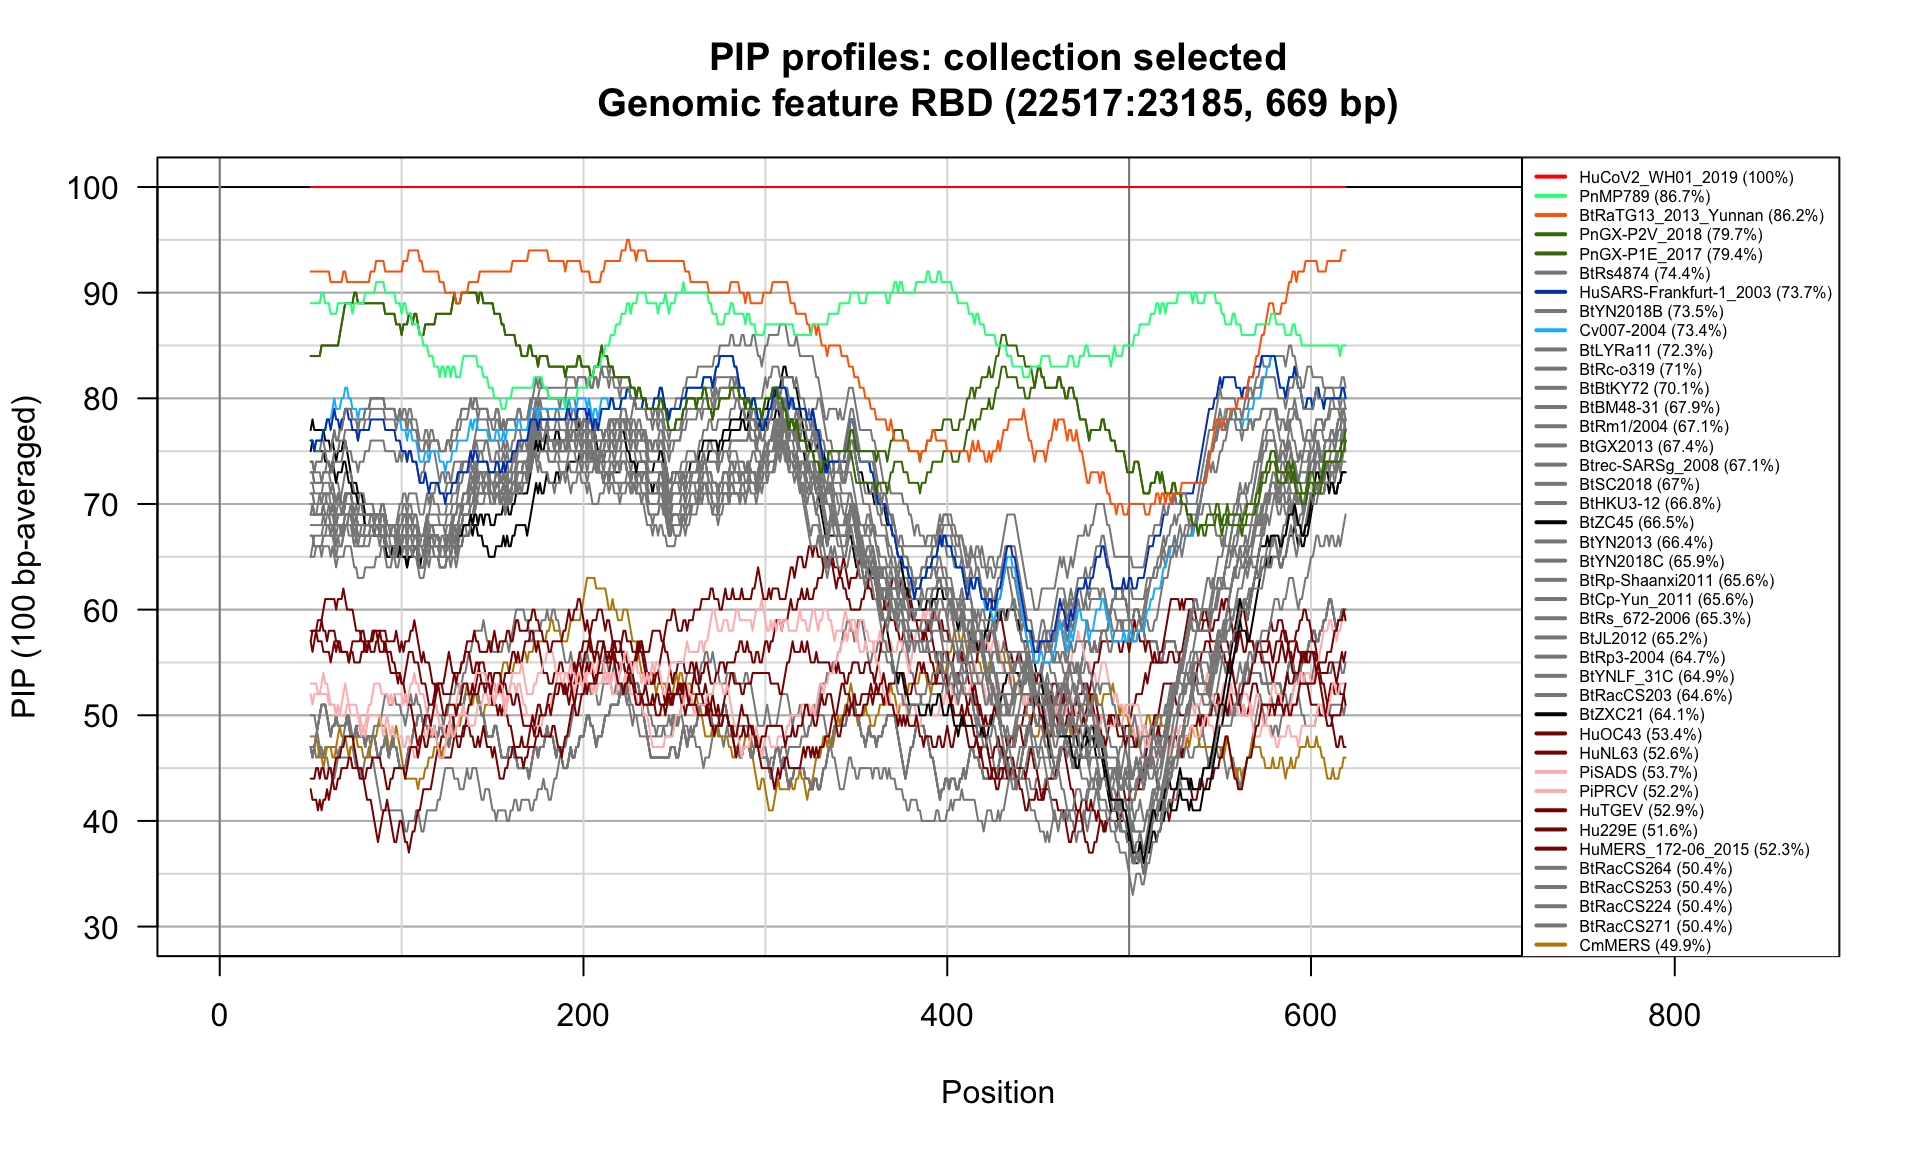 PIP profiles: collection selected
Genomic feature RBD (22517:23185, 669 bp)
PIP (100 bp-averaged)
100
90
80
70
60
50
40
30
0
200
400
600
800
Position
HuCoV2_WH01_2019 (100%)
PnMP789 (86.7%)
BtRaTG13_2013_Yunnan (86.2%)
PnGX-P2V_2018 (79.7%)
PnGX-P1E_2017 (79.4%)
BtRs4874 (74.4%)
HuSARS-Frankfurt-1_2003 (73.7%)
BtYN2018B (73.5%)
Cv007-2004 (73.4%)
BtLYRa11 (72.3%)
BtRc-o319 (71%)
BtBtKY72 (70.1%)
BtBM48-31 (67.9%)
BtRm1/2004 (67.1%)
BtGX2013 (67.4%)
Btrec-SARSg_2008 (67.1%)
BtSC2018 (67%)
BtHKU3-12 (66.8%)
BtZC45 (66.5%)
BtYN2013 (66.4%)
BtYN2018C (65.9%)
BtRp-Shaanxi2011 (65.6%)
BtCp-Yun_2011 (65.6%)
BtRs_672-2006 (65.3%)
BtJL2012 (65.2%)
BtRp3-2004 (64.7%)
BtYNLF_31C (64.9%)
BtRacCS203 (64.6%)
BtZXC21 (64.1%)
HuOC43 (53.4%)
HuNL63 (52.6%)
PiSADS (53.7%)
PiPRCV (52.2%)
HuTGEV (52.9%)
Hu229E (51.6%)
HuMERS_172-06_2015 (52.3%)
BtRacCS264 (50.4%)
BtRacCS253 (50.4%)
BtRacCS224 (50.4%)
BtRacCS271 (50.4%)
CmMERS (49.9%)